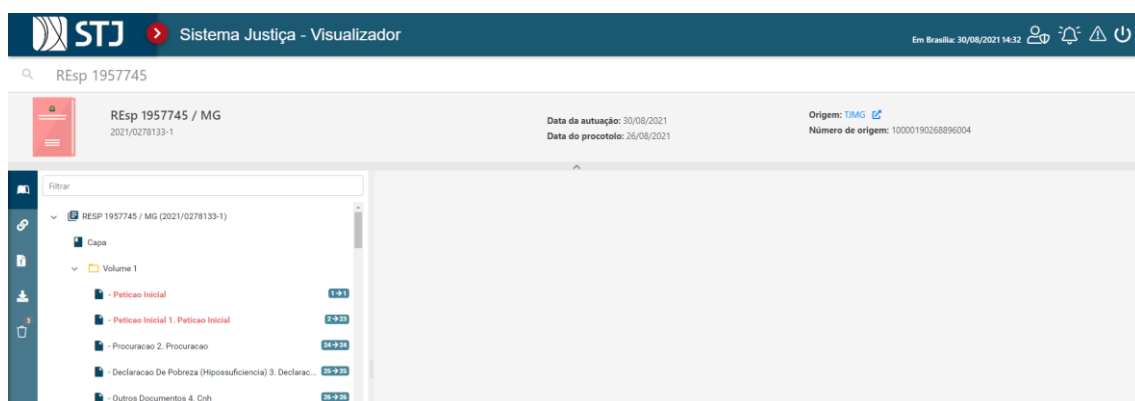 STJ Sistema Justiça - Visualizador Em Brasília: 30/08/2021 14:32
REsp 1957745
REsp 1957745 / MG
2021/0278133-1
Data da autuação: 30/08/2021
Data do procotolo: 26/08/2021
Origem: TJMG
Número de origem: 10000190268896004
Filtrar
RESP 1957745 / MG (2021/0278133-1)
Capa
Volume 1
- Peticao Inicial 1→1
- Peticao Inicial 1. Peticao Inicial 2→23
- Procuracao 2. Procuracao 24→24
- Declaracao De Pobreza (Hipossuficiencia) 3. Declarac... 25→25
- Outros Documentos 4. Cnh 26→26
3